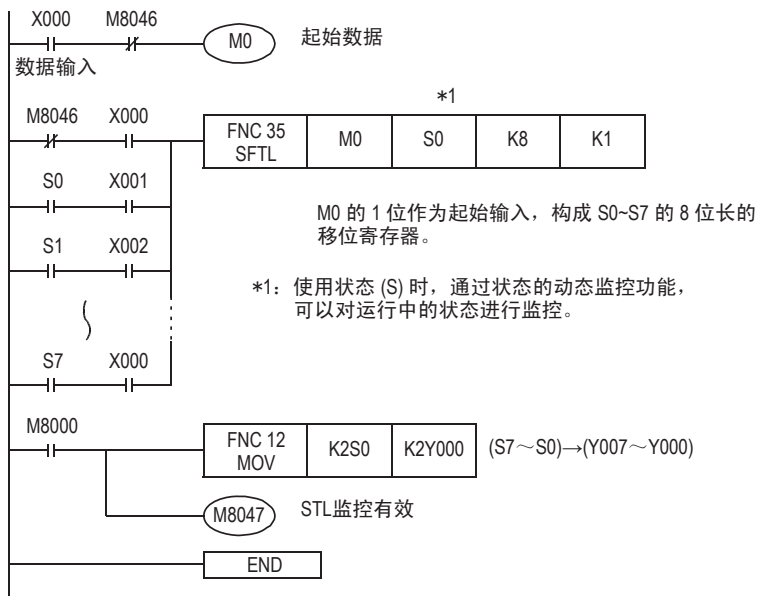 X000 M8046
M0 起始数据
数据输入
*1
M8046 X000
FNC 35 SFTL M0 S0 K8 K1
S0 X001
M0 的 1 位作为起始输入，构成 S0~S7 的 8 位长的
移位寄存器。
S1 X002
*1：使用状态 (S) 时，通过状态的动态监控功能，
可以对运行中的状态进行监控。
S7 X000
M8000
FNC 12 MOV K2S0 K2Y000 (S7～S0)→(Y007～Y000)
M8047 STL监控有效
END